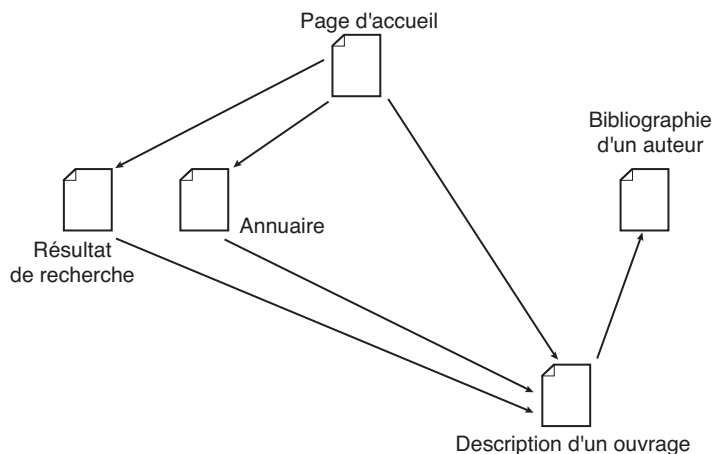 Page d'accueil
Bibliographie
d'un auteur
Annuaire
Résultat
de recherche
Description d'un ouvrage